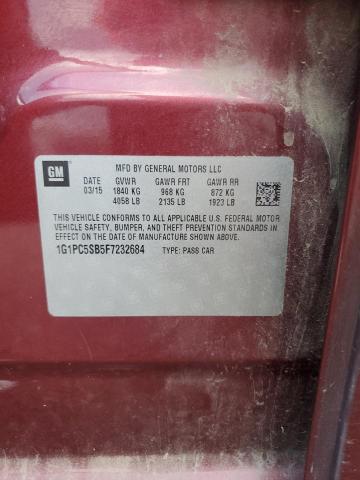 GM
MFD BY GENERAL MOTORS LLC
DATE GVWR GAWR FRT GAWR RR
03/15 1840 KG 968 KG 872 KG
4058 LB 2135 LB 1923 LB
THIS VEHICLE CONFORMS TO ALL APPLICABLE U.S. FEDERAL MOTOR
VEHICLE SAFETY, BUMPER, AND THEFT PREVENTION STANDARDS IN
EFFECT ON THE DATE OF MANUFACTURE SHOWN ABOVE.
1G1PC5SB5F7232684 TYPE: PASS CAR